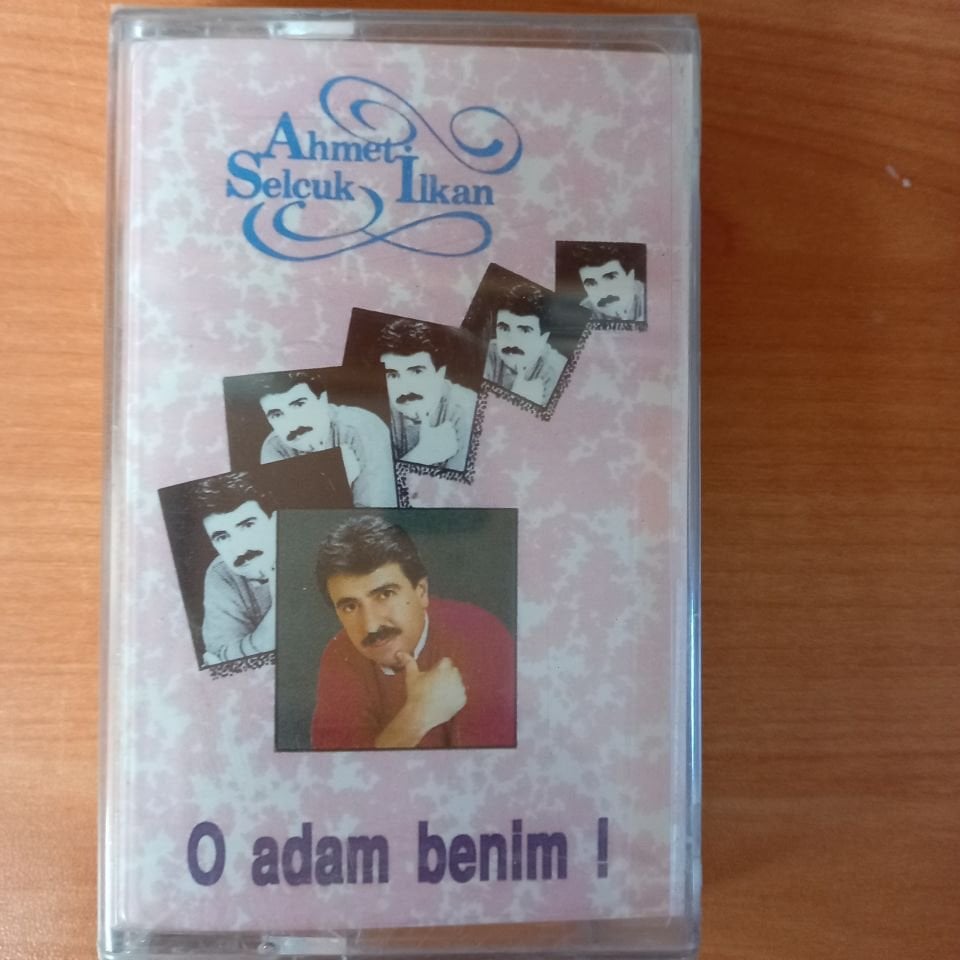 Ahmet
Selçuk İlkan
O adam benim !